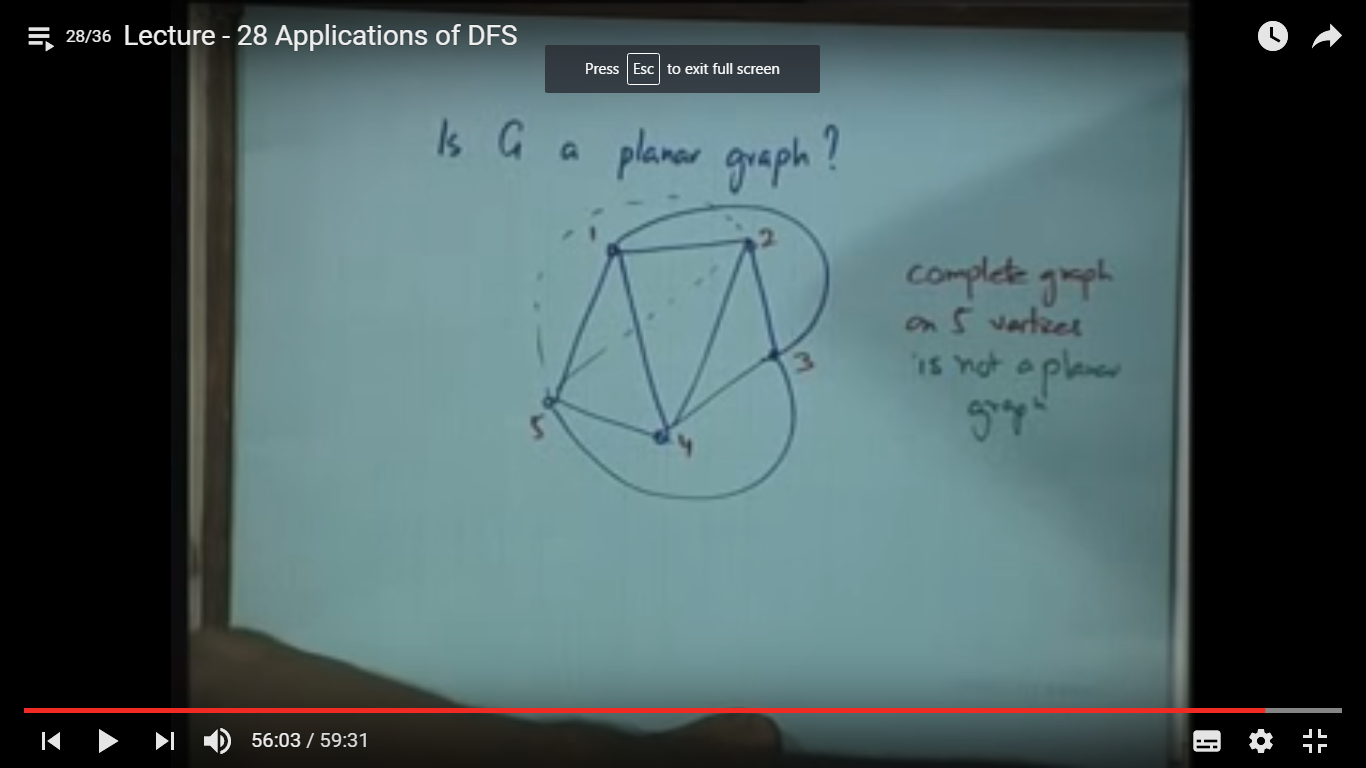 28/36 Lecture - 28 Applications of DFS
Press Esc to exit full screen
Is G a planar graph?
1
2
3
4
5
complete graph
on 5 vertices
is not a planar
graph
56:03 / 59:31